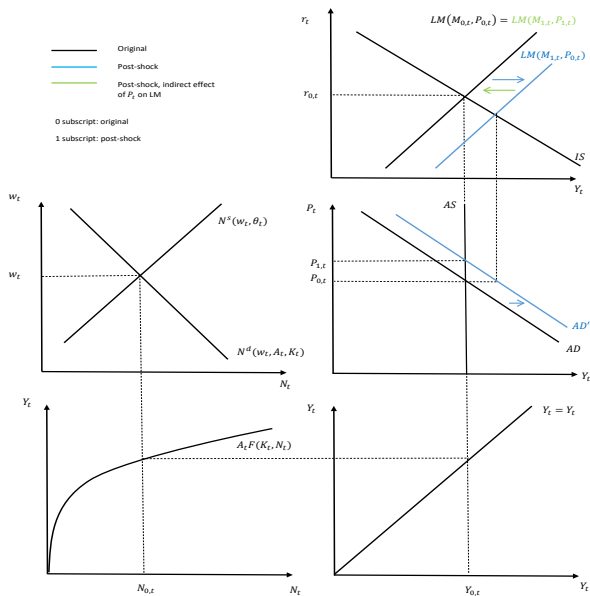 Original
Post-shock
Post-shock, indirect effect
of P_t on LM
0 subscript: original
1 subscript: post-shock
r_t
LM(M_{0,t}, P_{0,t}) = LM(M_{1,t}, P_{1,t})
LM(M_{1,t}, P_{0,t})
r_{0,t}
IS
Y_t
w_t
N^s(w_t, θ_t)
w_t
N^d(w_t, A_t, K_t)
N_t
P_t
AS
P_{1,t}
P_{0,t}
AD'
AD
Y_t
Y_t
A_tF(K_t, N_t)
N_{0,t}
N_t
Y_t
Y_t = Y_t
Y_{0,t}
Y_t